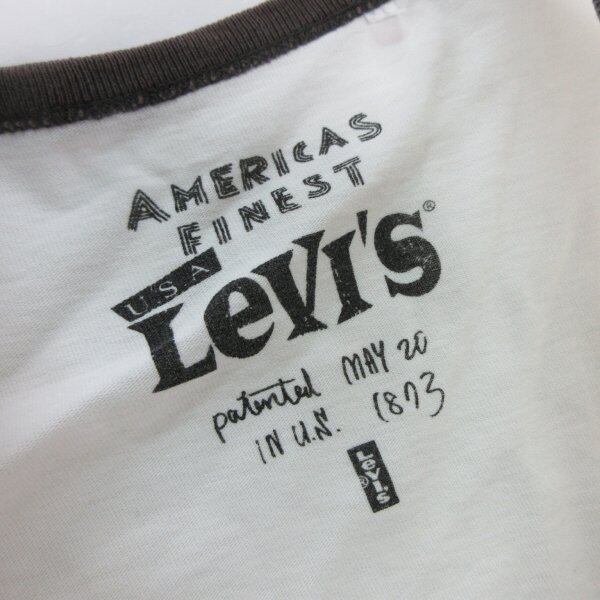 AMERICAS
FINEST
USA
Levi's®
patented MAY 20
IN U.S. 1873
Levi's
®